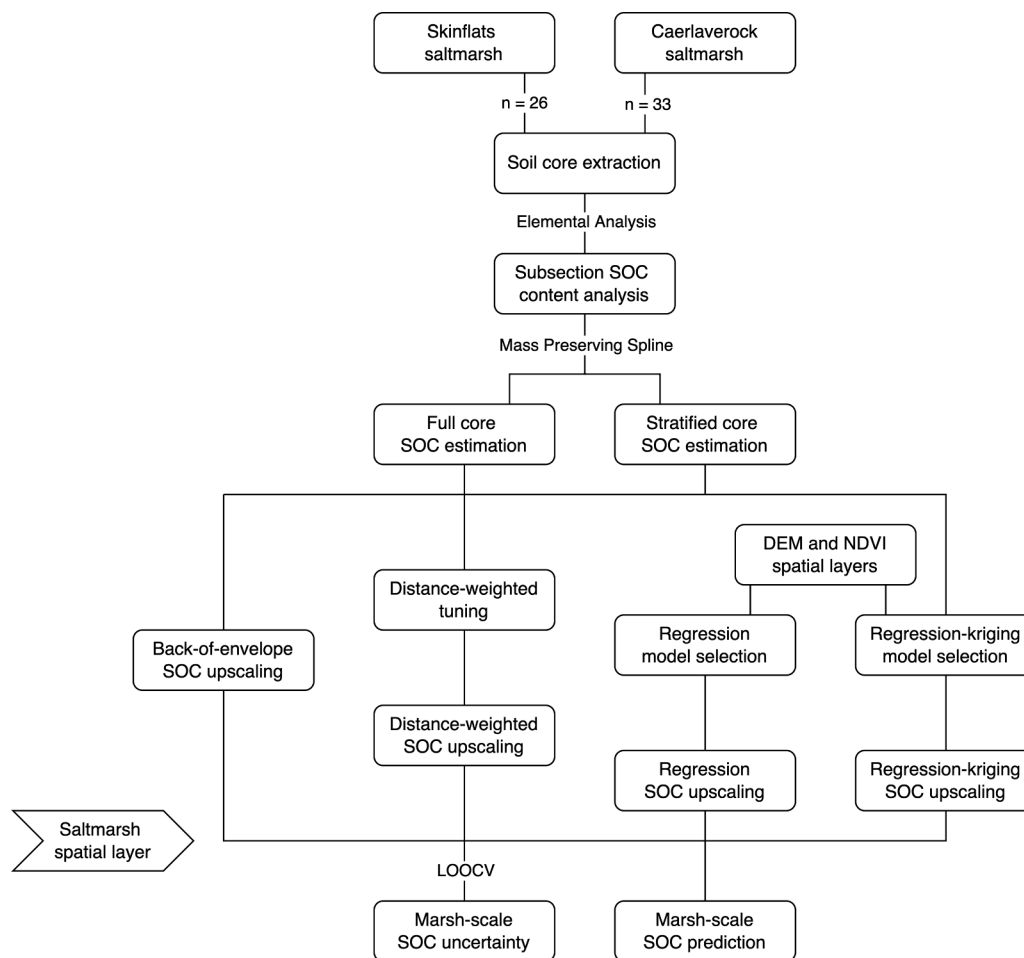 Skinflats
saltmarsh
Caerlaverock
saltmarsh
n = 26
n = 33
Soil core extraction
Elemental Analysis
Subsection SOC
content analysis
Mass Preserving Spline
Full core
SOC estimation
Stratified core
SOC estimation
DEM and NDVI
spatial layers
Distance-weighted
tuning
Back-of-envelope
SOC upscaling
Regression
model selection
Regression-kriging
model selection
Distance-weighted
SOC upscaling
Regression
SOC upscaling
Regression-kriging
SOC upscaling
Saltmarsh
spatial layer
LOOCV
Marsh-scale
SOC uncertainty
Marsh-scale
SOC prediction